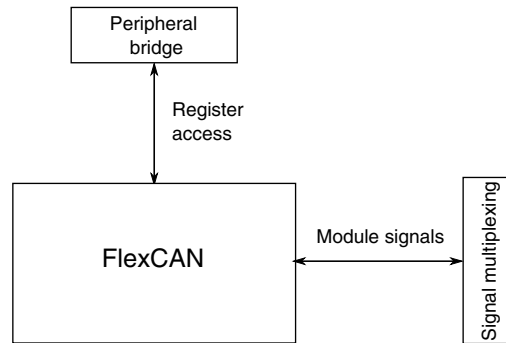 Peripheral
bridge
Register
access
FlexCAN
Module signals
Signal multiplexing